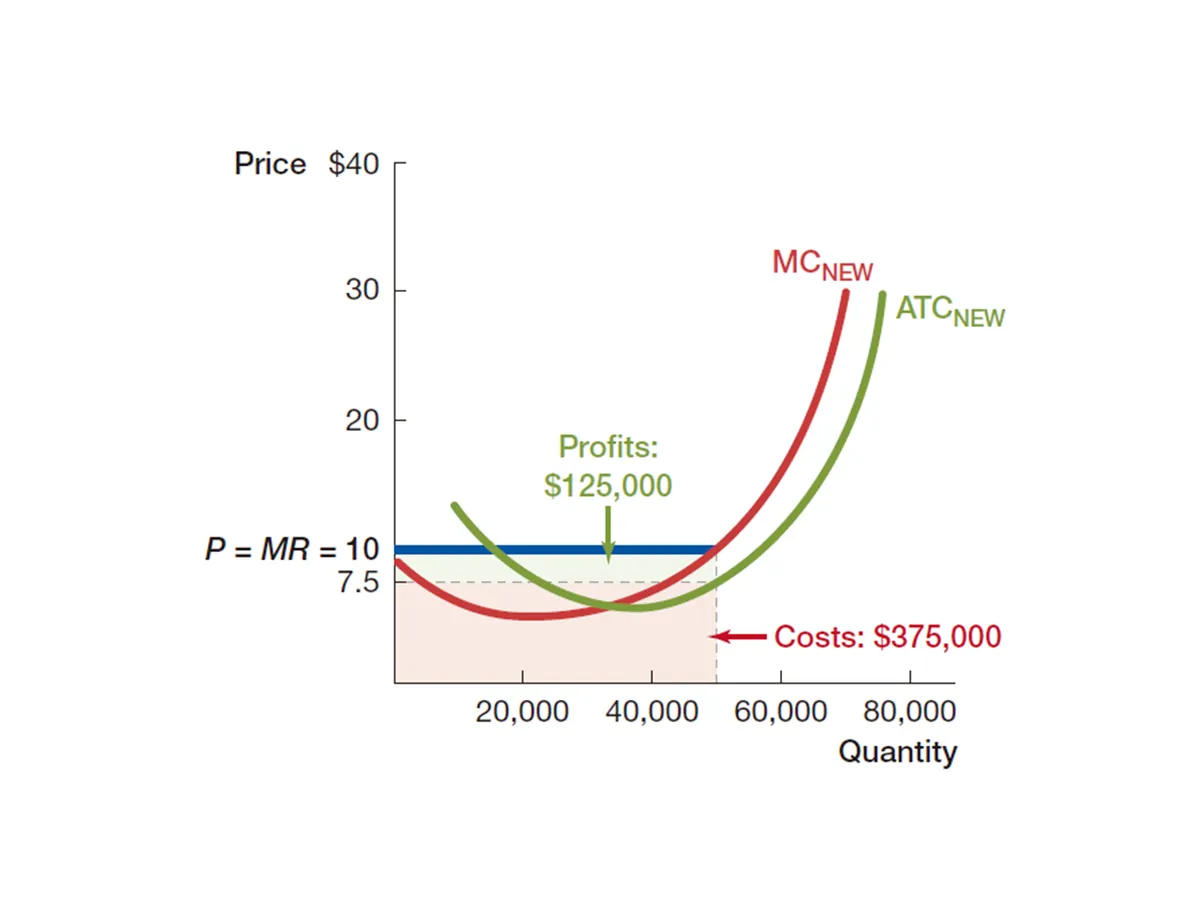 Price $40
MCNEW
30
ATCNEW
20
Profits:
$125,000
P = MR = 10
7.5
Costs: $375,000
20,000 40,000 60,000 80,000
Quantity